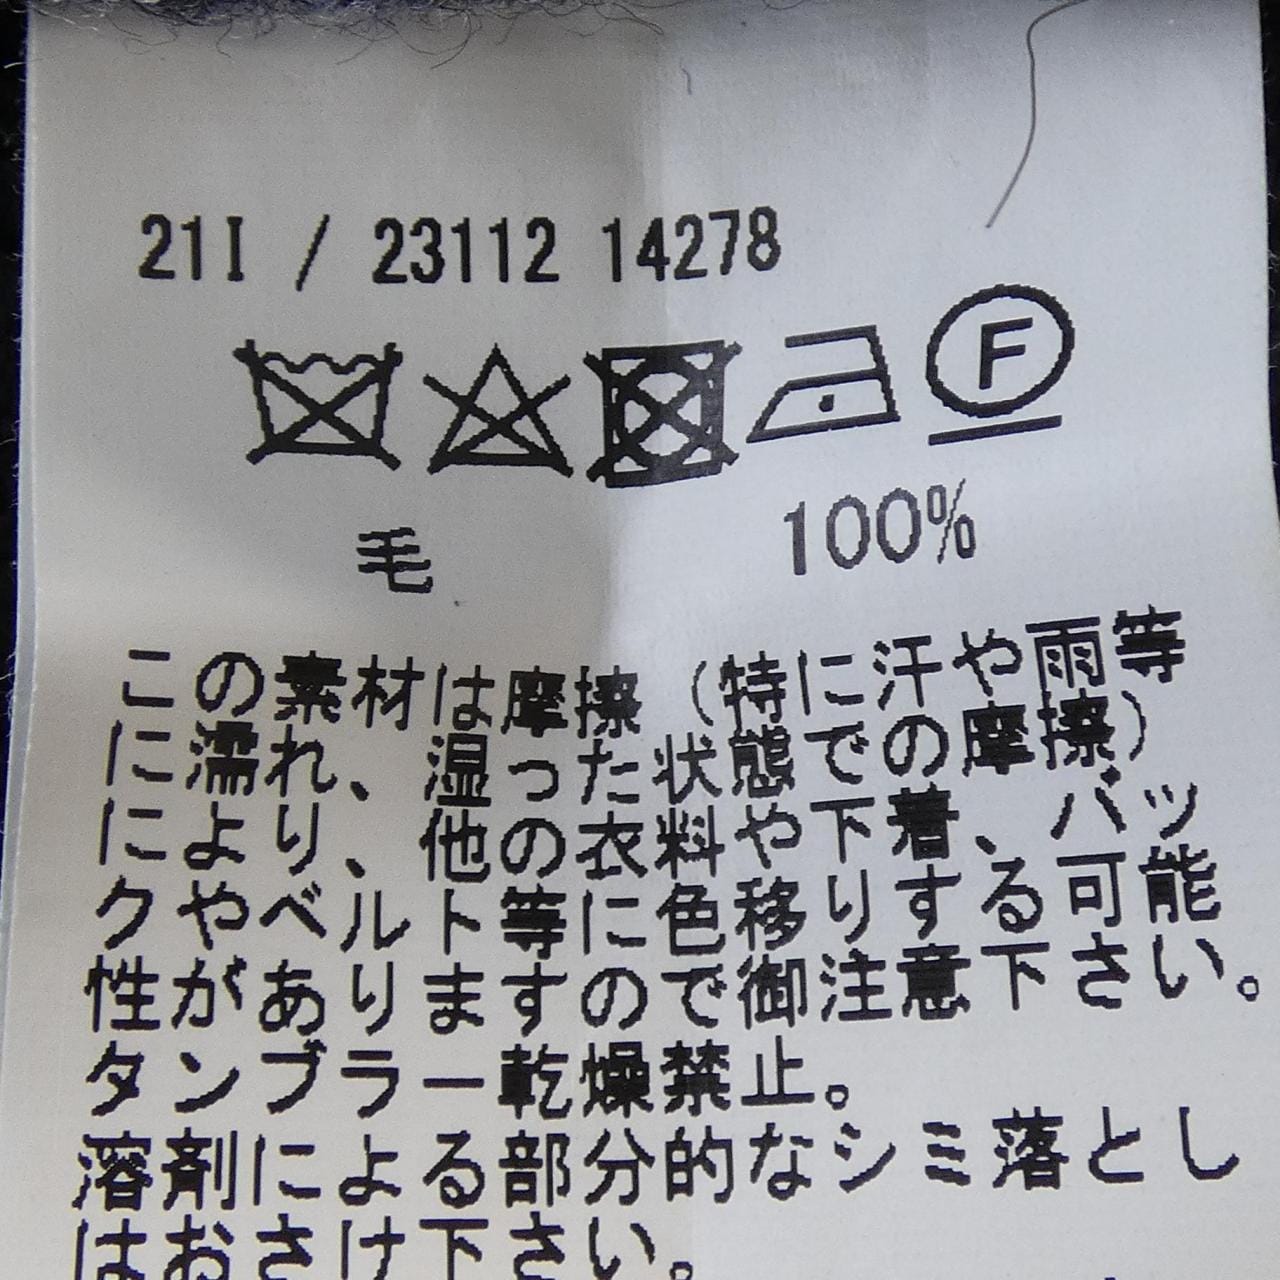 21I / 23112 14278
F
毛 100%
この素材は摩擦(特に汗や雨等
に濡れ、湿った状態での摩擦)
により、他の衣料や下着、バッ
クやベルト等に色移りする可能
性がありますので御注意下さい。
タンブラー乾燥禁止。
溶剤による部分的なシミ落とし
はおさけ下さい。